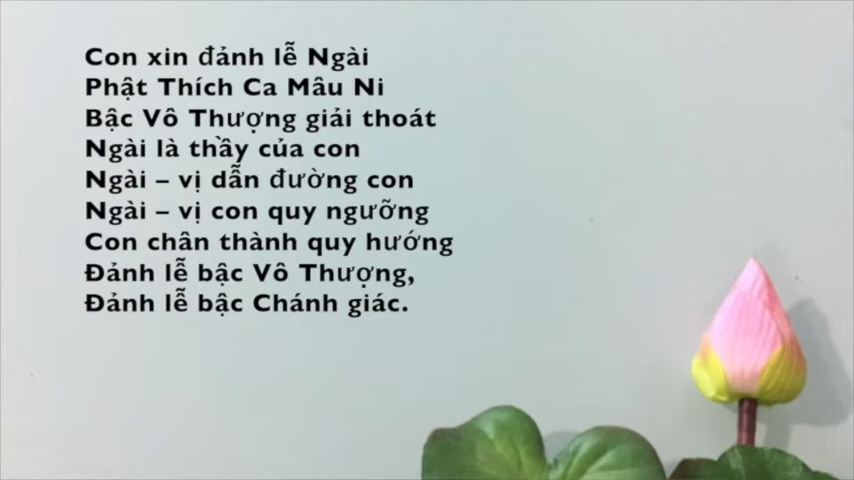 Con xin đảnh lễ Ngài
Phật Thích Ca Mâu Ni
Bậc Vô Thượng giải thoát
Ngài là thầy của con
Ngài – vị dẫn đường con
Ngài – vị con quy ngưỡng
Con chân thành quy hướng
Đảnh lễ bậc Vô Thượng,
Đảnh lễ bậc Chánh giác.